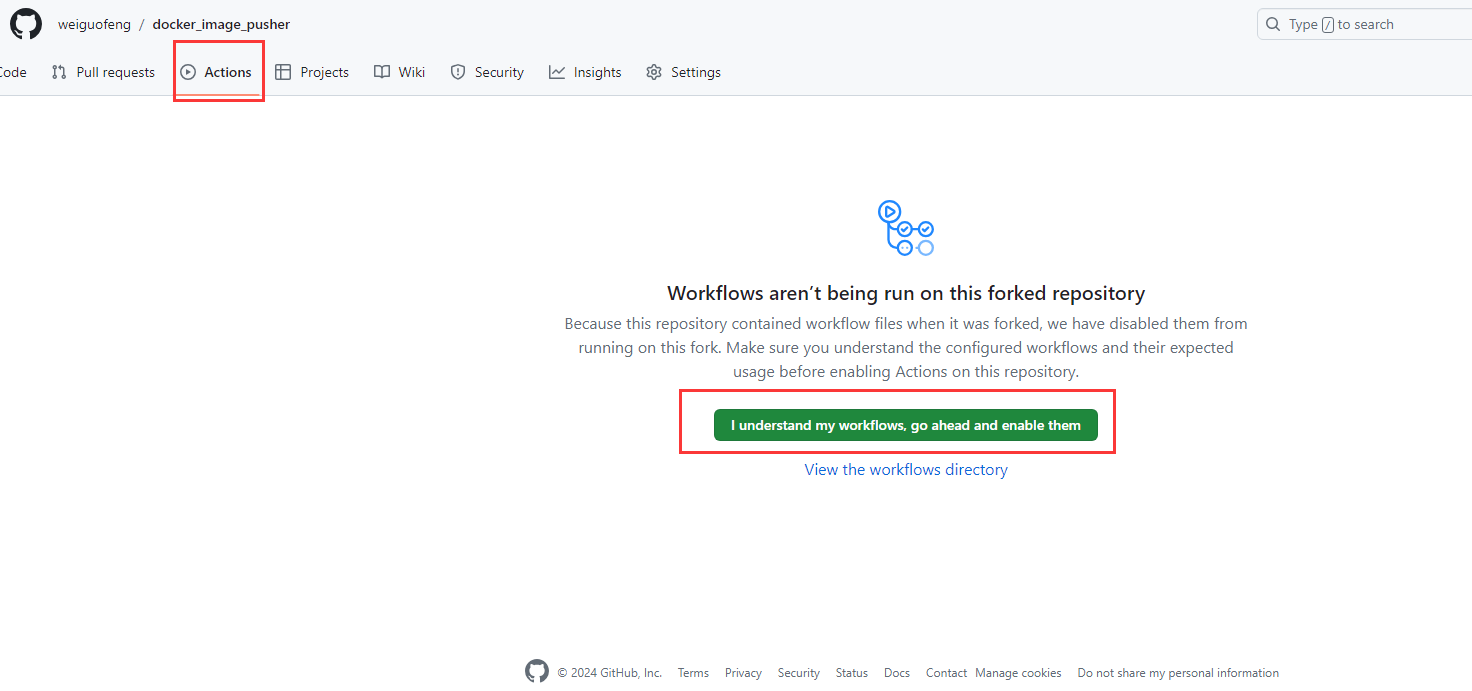 weiguofeng / docker_image_pusher
Type / to search
Code Pull requests Actions Projects Wiki Security Insights Settings
Workflows aren’t being run on this forked repository
Because this repository contained workflow files when it was forked, we have disabled them from
running on this fork. Make sure you understand the configured workflows and their expected
usage before enabling Actions on this repository.
I understand my workflows, go ahead and enable them
View the workflows directory
© 2024 GitHub, Inc. Terms Privacy Security Status Docs Contact Manage cookies Do not share my personal information